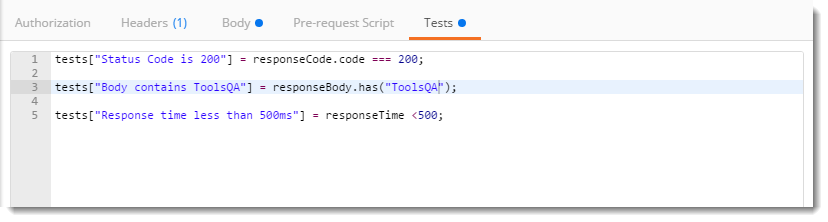 Authorization Headers (1) Body Pre-request Script Tests
1 tests["Status Code is 200"] = responseCode.code === 200;
2
3 tests["Body contains ToolsQA"] = responseBody.has("ToolsQA");
4
5 tests["Response time less than 500ms"] = responseTime <500;